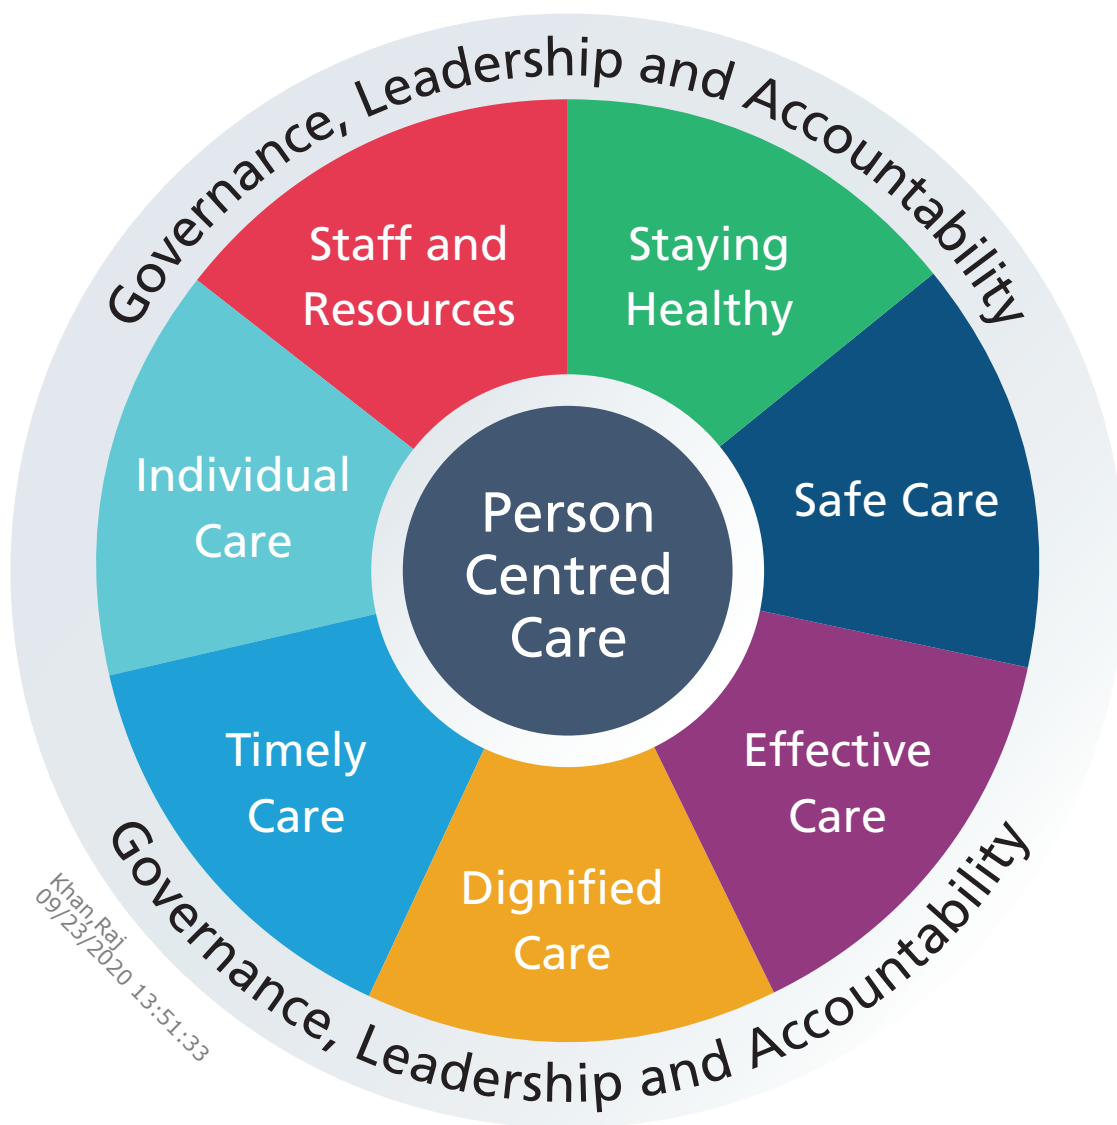 Governance, Leadership and Accountability
Staff and
Resources
Staying
Healthy
Individual
Care
Safe Care
Person
Centred
Care
Timely
Care
Effective
Care
Dignified
Care
Governance, Leadership and Accountability
Khan,Raj
09/23/2020 13:51:33